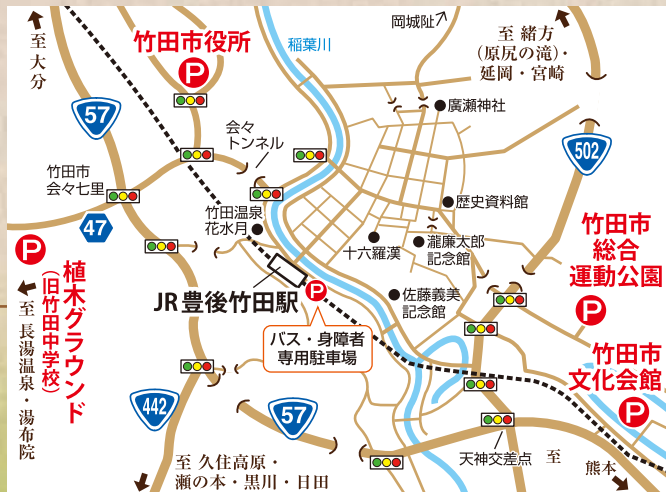 至 大分
竹田市役所
P
稲葉川
岡城阯
至 緒方
(原尻の滝)・
延岡・宮崎
57
会々
トンネル
廣瀬神社
502
竹田市
会々七里
47
竹田温泉
花水月
歴史資料館
十六羅漢
瀧廉太郎
記念館
竹田市
総合
運動公園
P
P
植木グラウンド
(旧竹田中学校)
至 長湯温泉・湯布院
JR豊後竹田駅
P
バス・身障者
専用駐車場
佐藤義美
記念館
竹田市
文化会館
P
442
57
天神交差点
至 熊本
至 久住高原・
瀬の本・黒川・日田